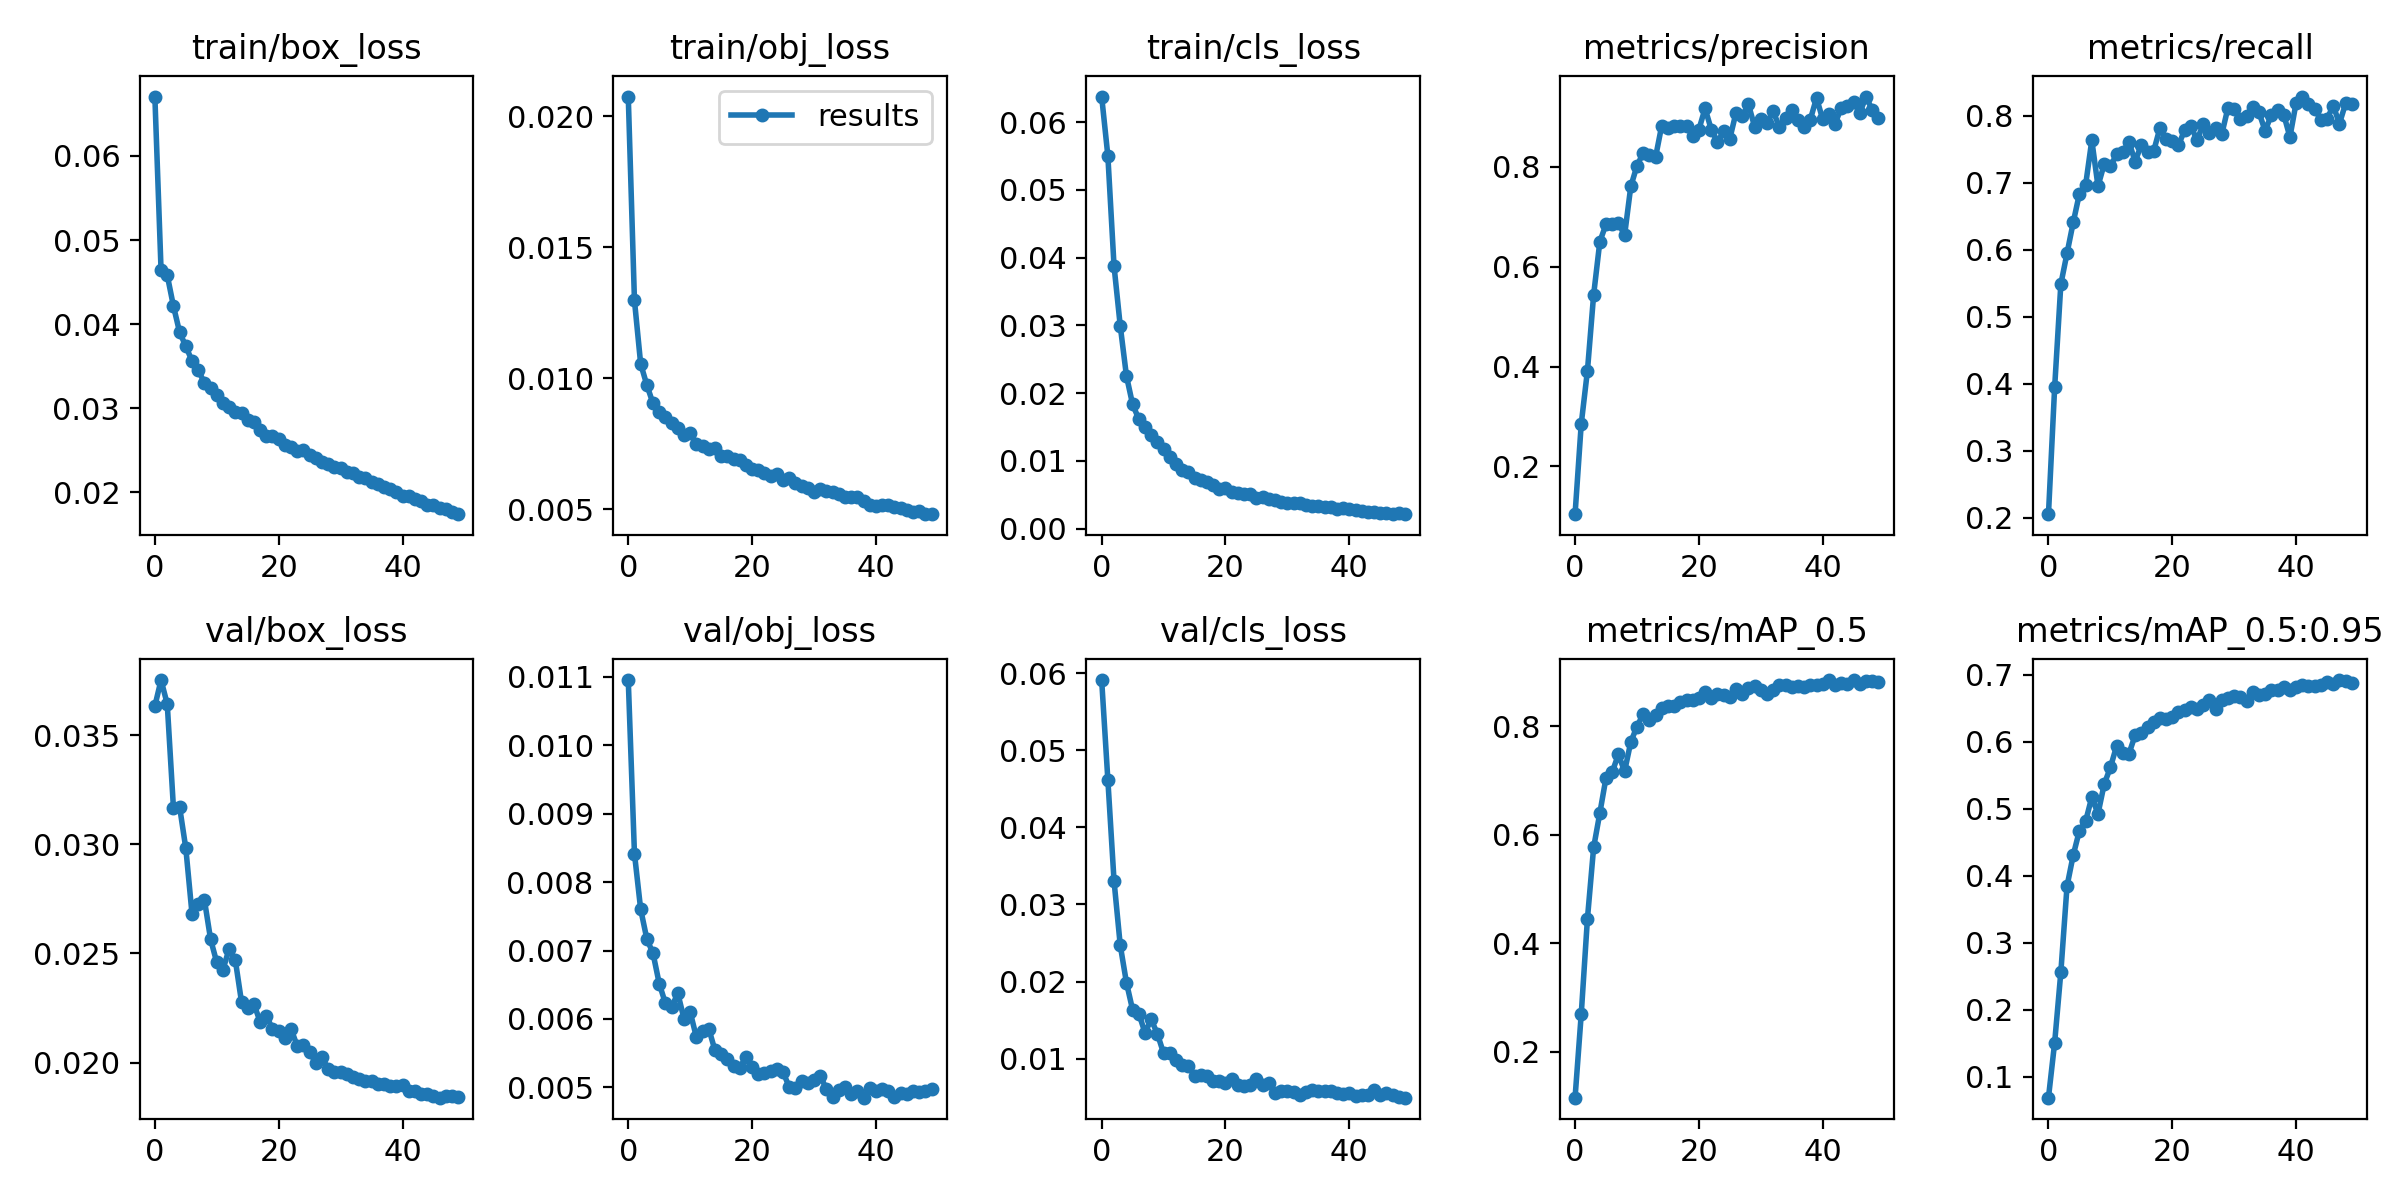 train/box_loss
train/obj_loss
train/cls_loss
metrics/precision
metrics/recall
0.06
0.05
0.04
0.03
0.02
0 20 40
results
0.020
0.015
0.010
0.005
0 20 40
0.06
0.05
0.04
0.03
0.02
0.01
0.00
0 20 40
0.8
0.6
0.4
0.2
0 20 40
0.8
0.7
0.6
0.5
0.4
0.3
0.2
0 20 40
val/box_loss
val/obj_loss
val/cls_loss
metrics/mAP_0.5
metrics/mAP_0.5:0.95
0.035
0.030
0.025
0.020
0 20 40
0.011
0.010
0.009
0.008
0.007
0.006
0.005
0 20 40
0.06
0.05
0.04
0.03
0.02
0.01
0 20 40
0.8
0.6
0.4
0.2
0 20 40
0.7
0.6
0.5
0.4
0.3
0.2
0.1
0 20 40